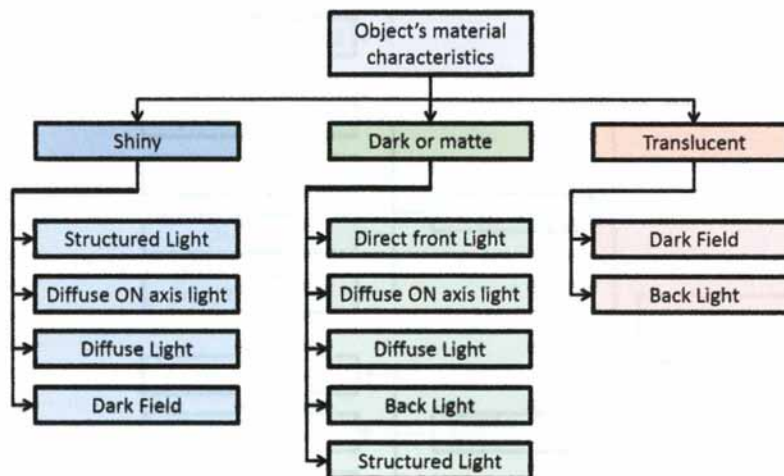 Object's material
characteristics
Shiny
Dark or matte
Translucent
Structured Light
Diffuse ON axis light
Diffuse Light
Dark Field
Direct front Light
Diffuse ON axis light
Diffuse Light
Back Light
Structured Light
Dark Field
Back Light